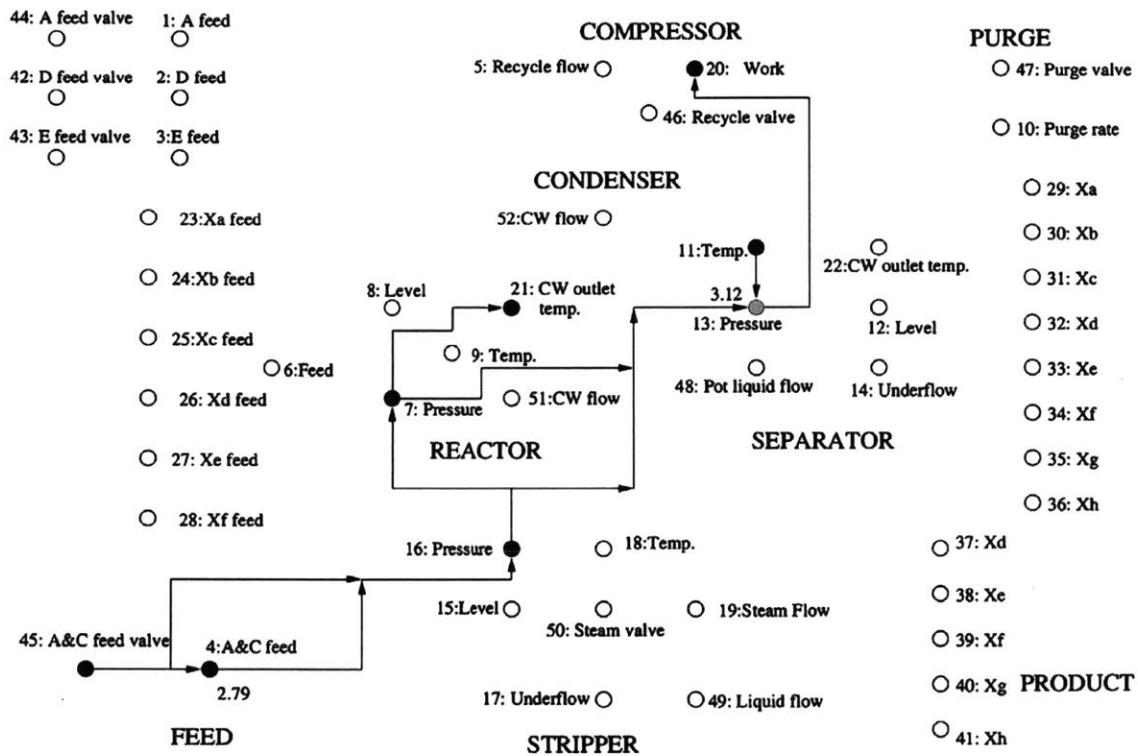 44: A feed valve
1: A feed
COMPRESSOR
PURGE
5: Recycle flow
20: Work
47: Purge valve
42: D feed valve
2: D feed
46: Recycle valve
43: E feed valve
3:E feed
10: Purge rate
CONDENSER
29: Xa
23:Xa feed
52:CW flow
30: Xb
11:Temp.
22:CW outlet temp.
24:Xb feed
31: Xc
8: Level
21: CW outlet
temp.
3.12
13: Pressure
12: Level
32: Xd
25:Xc feed
9: Temp.
6:Feed
48: Pot liquid flow
14: Underflow
33: Xe
26: Xd feed
7: Pressure
51:CW flow
34: Xf
REACTOR
SEPARATOR
27: Xe feed
35: Xg
36: Xh
28: Xf feed
16: Pressure
18:Temp.
37: Xd
15:Level
50: Steam valve
19:Steam Flow
38: Xe
45: A&C feed valve
4:A&C feed
39: Xf
2.79
17: Underflow
49: Liquid flow
40: Xg
PRODUCT
FEED
STRIPPER
41: Xh